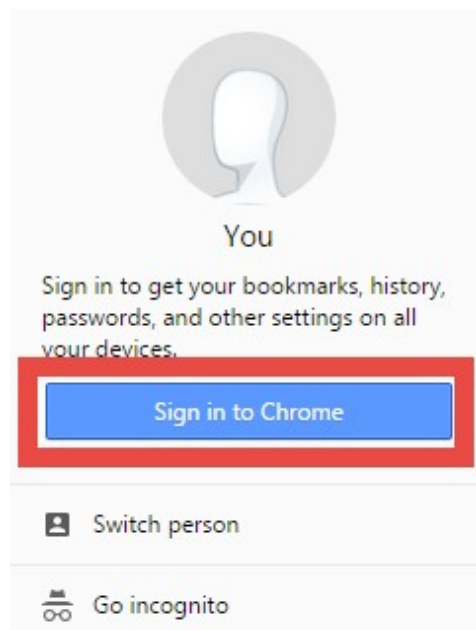 You
Sign in to get your bookmarks, history,
passwords, and other settings on all
your devices.
Sign in to Chrome
Switch person
Go incognito